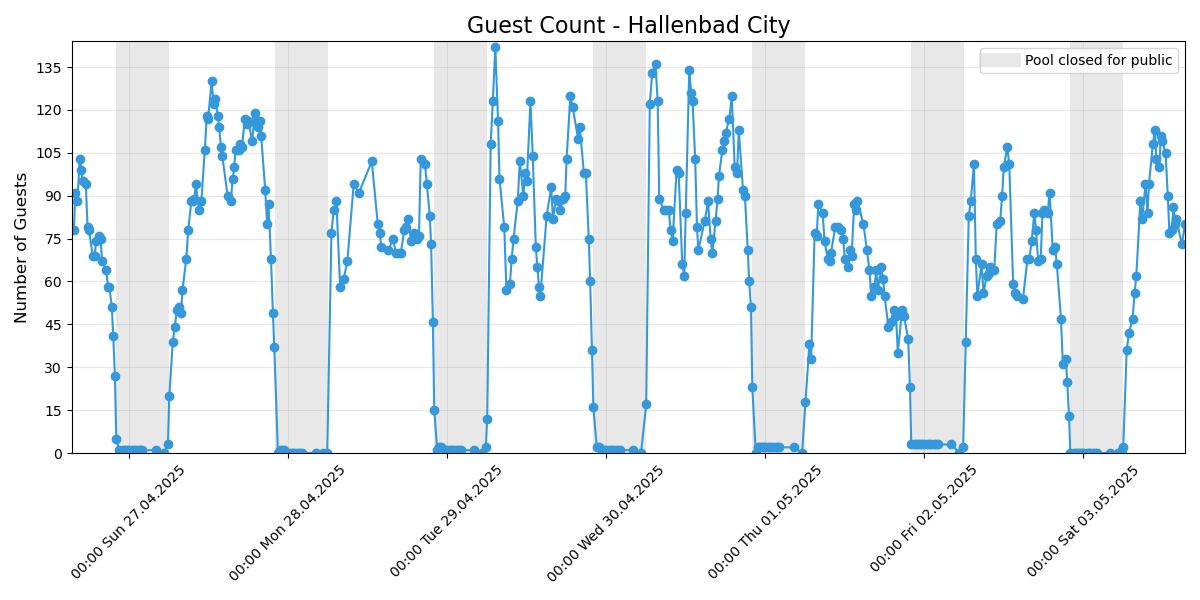 Guest Count - Hallenbad City
Pool closed for public
Number of Guests
135
120
105
90
75
60
45
30
15
0
00:00 Sun 27.04.2025
00:00 Mon 28.04.2025
00:00 Tue 29.04.2025
00:00 Wed 30.04.2025
00:00 Thu 01.05.2025
00:00 Fri 02.05.2025
00:00 Sat 03.05.2025